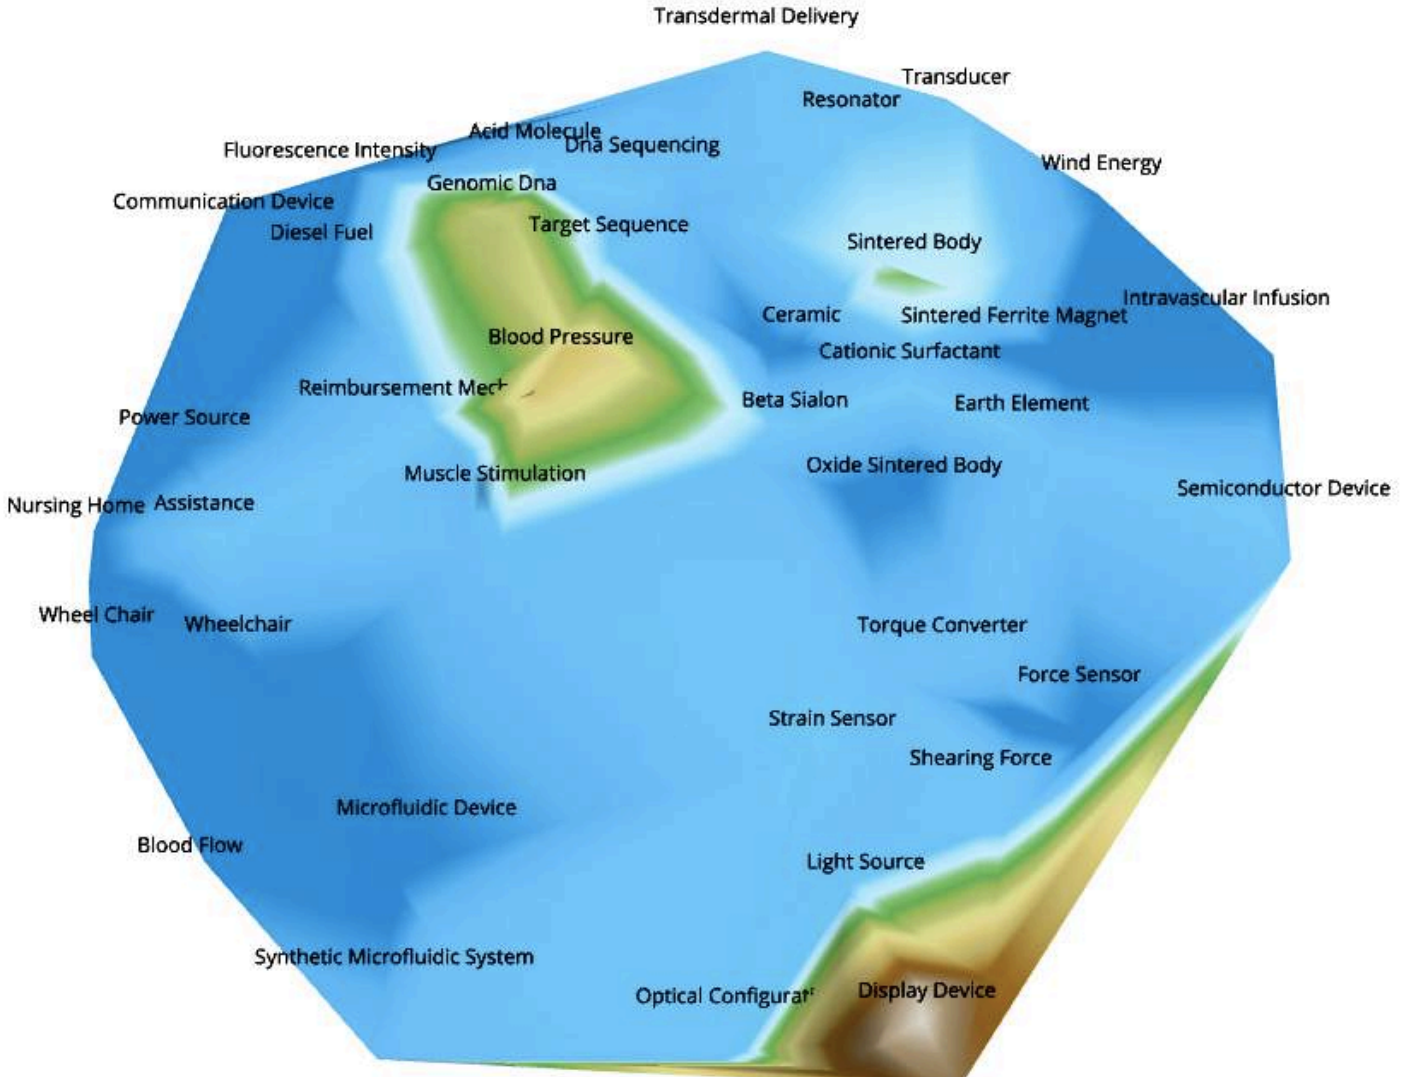 Transdermal Delivery
Transducer
Resonator
Acid Molecule
Dna Sequencing
Fluorescence Intensity
Wind Energy
Genomic Dna
Communication Device
Target Sequence
Diesel Fuel
Sintered Body
Intravascular Infusion
Ceramic
Sintered Ferrite Magnet
Blood Pressure
Cationic Surfactant
Reimbursement
Beta Sialon
Earth Element
Power Source
Oxide Sintered Body
Muscle Stimulation
Semiconductor Device
Nursing Home
Assistance
Wheel Chair
Wheelchair
Torque Converter
Force Sensor
Strain Sensor
Shearing Force
Microfluidic Device
Blood Flow
Light Source
Synthetic Microfluidic System
Optical
Display Device